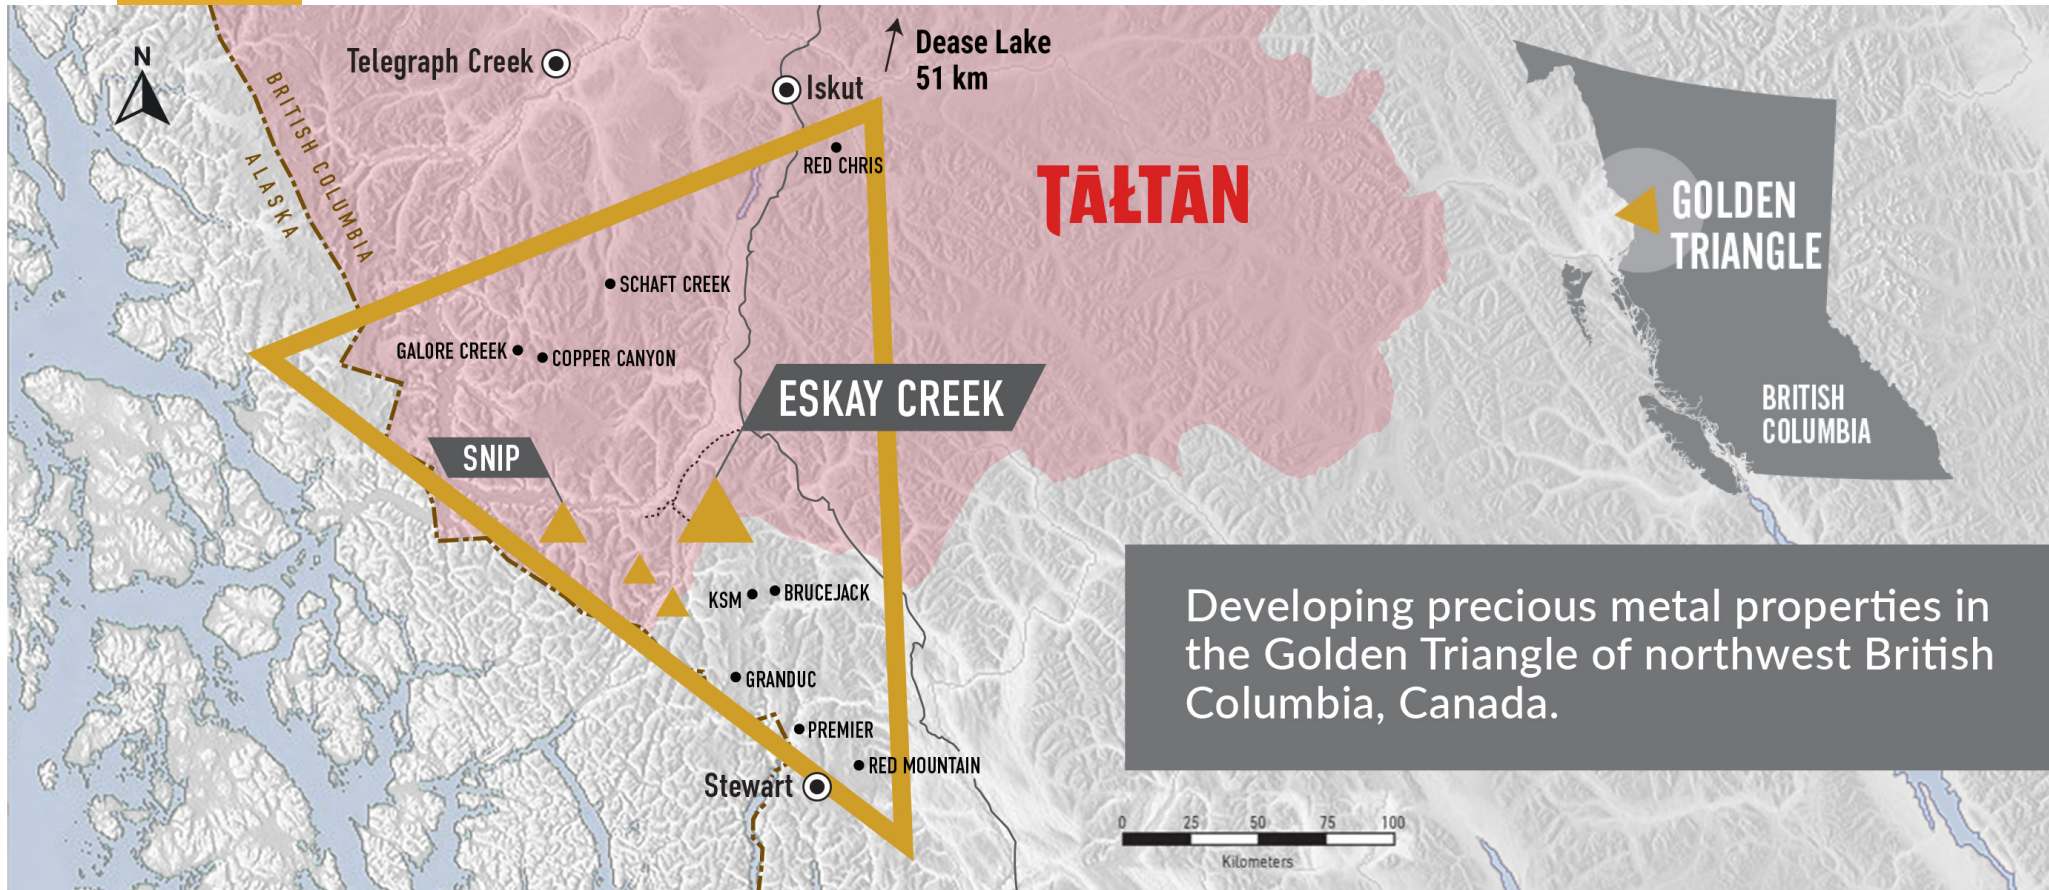 N
Telegraph Creek
Iskut
Dease Lake
51 km
BRITISH COLUMBIA
ALASKA
RED CHRIS
TĀŁTĀN
GOLDEN
TRIANGLE
SCHAFT CREEK
GALORE CREEK
COPPER CANYON
ESKAY CREEK
BRITISH
COLUMBIA
SNIP
KSM
BRUCEJACK
Developing precious metal properties in
the Golden Triangle of northwest British
Columbia, Canada.
GRANDUC
PREMIER
RED MOUNTAIN
Stewart
0 25 50 75 100
Kilometers